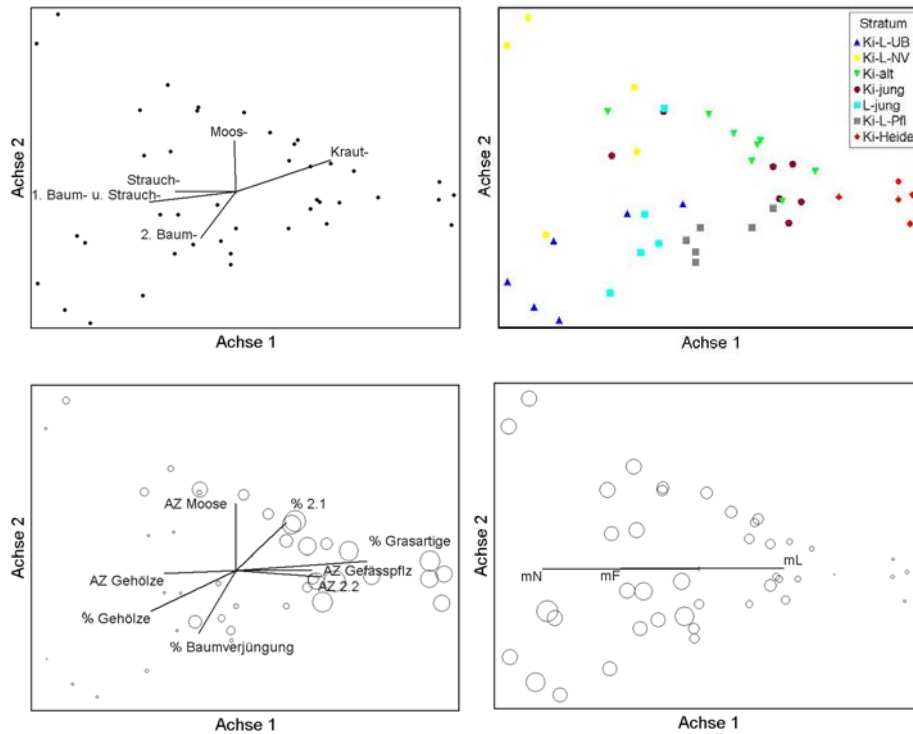 Achse 2
Moos-
Kraut-
Strauch-
1. Baum- u. Strauch-
2. Baum-
Achse 1
Achse 2
Stratum
Ki-L-UB
Ki-L-NV
Ki-alt
Ki-jung
L-jung
Ki-L-Pfl
Ki-Heide
Achse 1
Achse 2
AZ Moose
% 2.1
% Grasartige
AZ Gehölze
AZ Gefässpflz
AZ 2.2
% Gehölze
% Baumverjüngung
Achse 1
Achse 2
mN
mF
mL
Achse 1